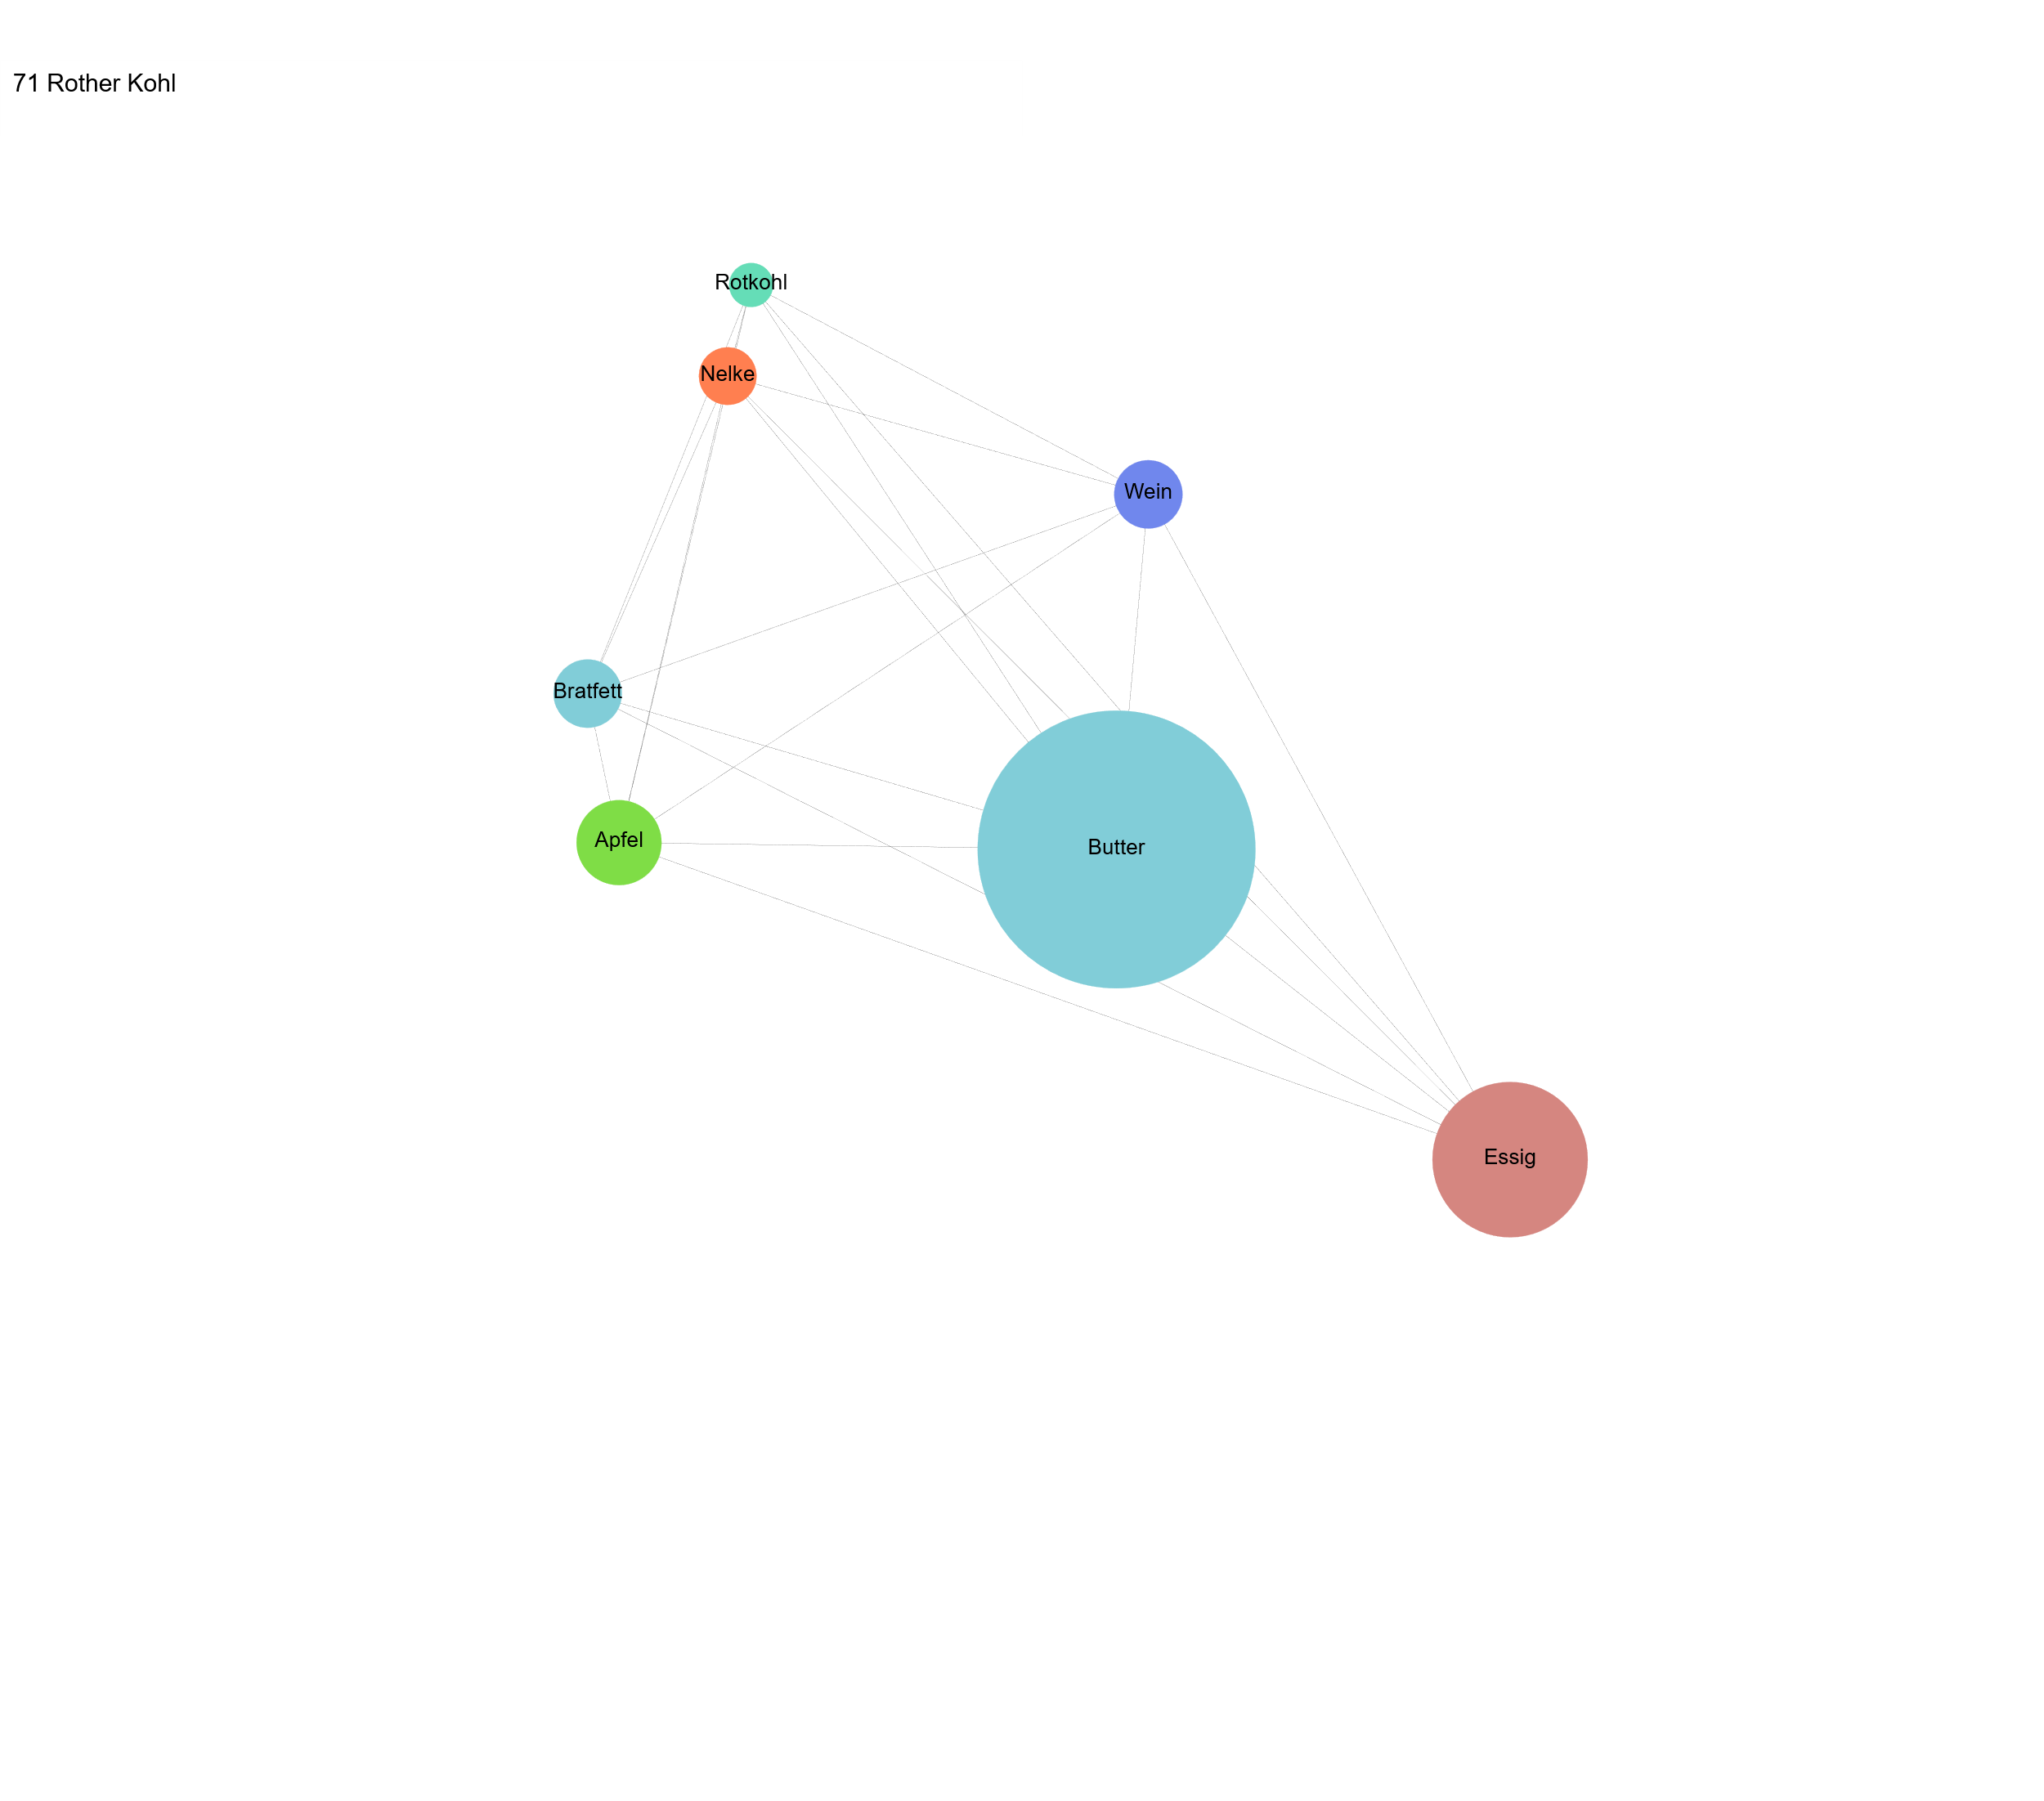 71 Rother Kohl
Rotkohl
Nelke
Wein
Bratfett
Apfel
Butter
Essig